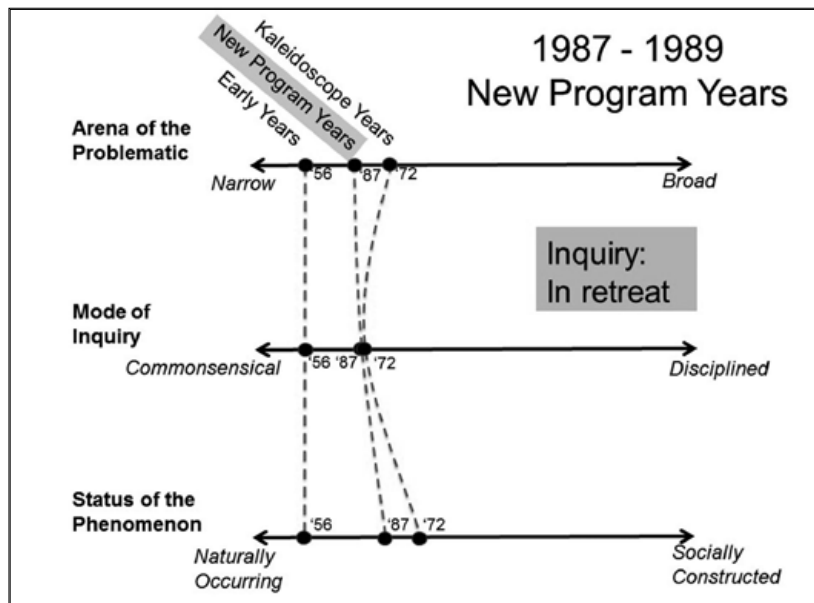 1987 - 1989
New Program Years
Kaleidoscope Years
New Program Years
Early Years
Arena of the
Problematic
‘56
‘87
‘72
Narrow
Broad
Inquiry:
In retreat
Mode of
Inquiry
‘56
‘87
‘72
Commonsensical
Disciplined
Status of the
Phenomenon
‘56
‘87
‘72
Naturally
Occurring
Socially
Constructed